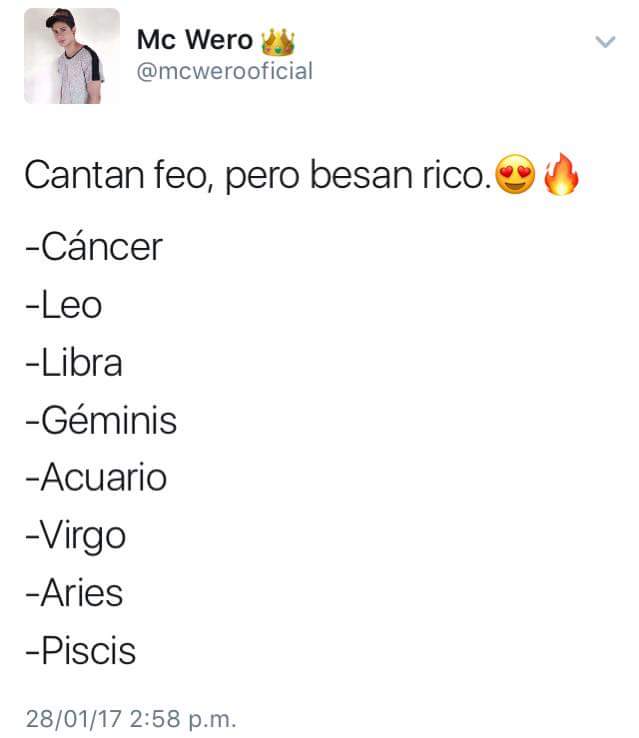 Mc Wero 👑
@mcwerooficial
Cantan feo, pero besan rico.😍🔥
-Cáncer
-Leo
-Libra
-Géminis
-Acuario
-Virgo
-Aries
-Piscis
28/01/17 2:58 p.m.